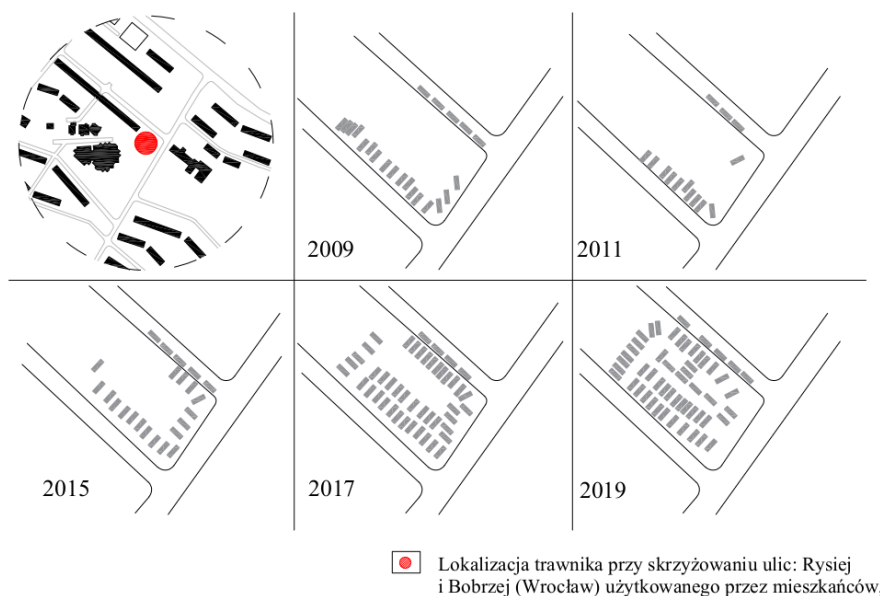 2009
2011
2015
2017
2019
Lokalizacja trawnika przy skrzyżowaniu ulic: Rysiej
i Bobrzej (Wrocław) użytkowanego przez mieszkańców,